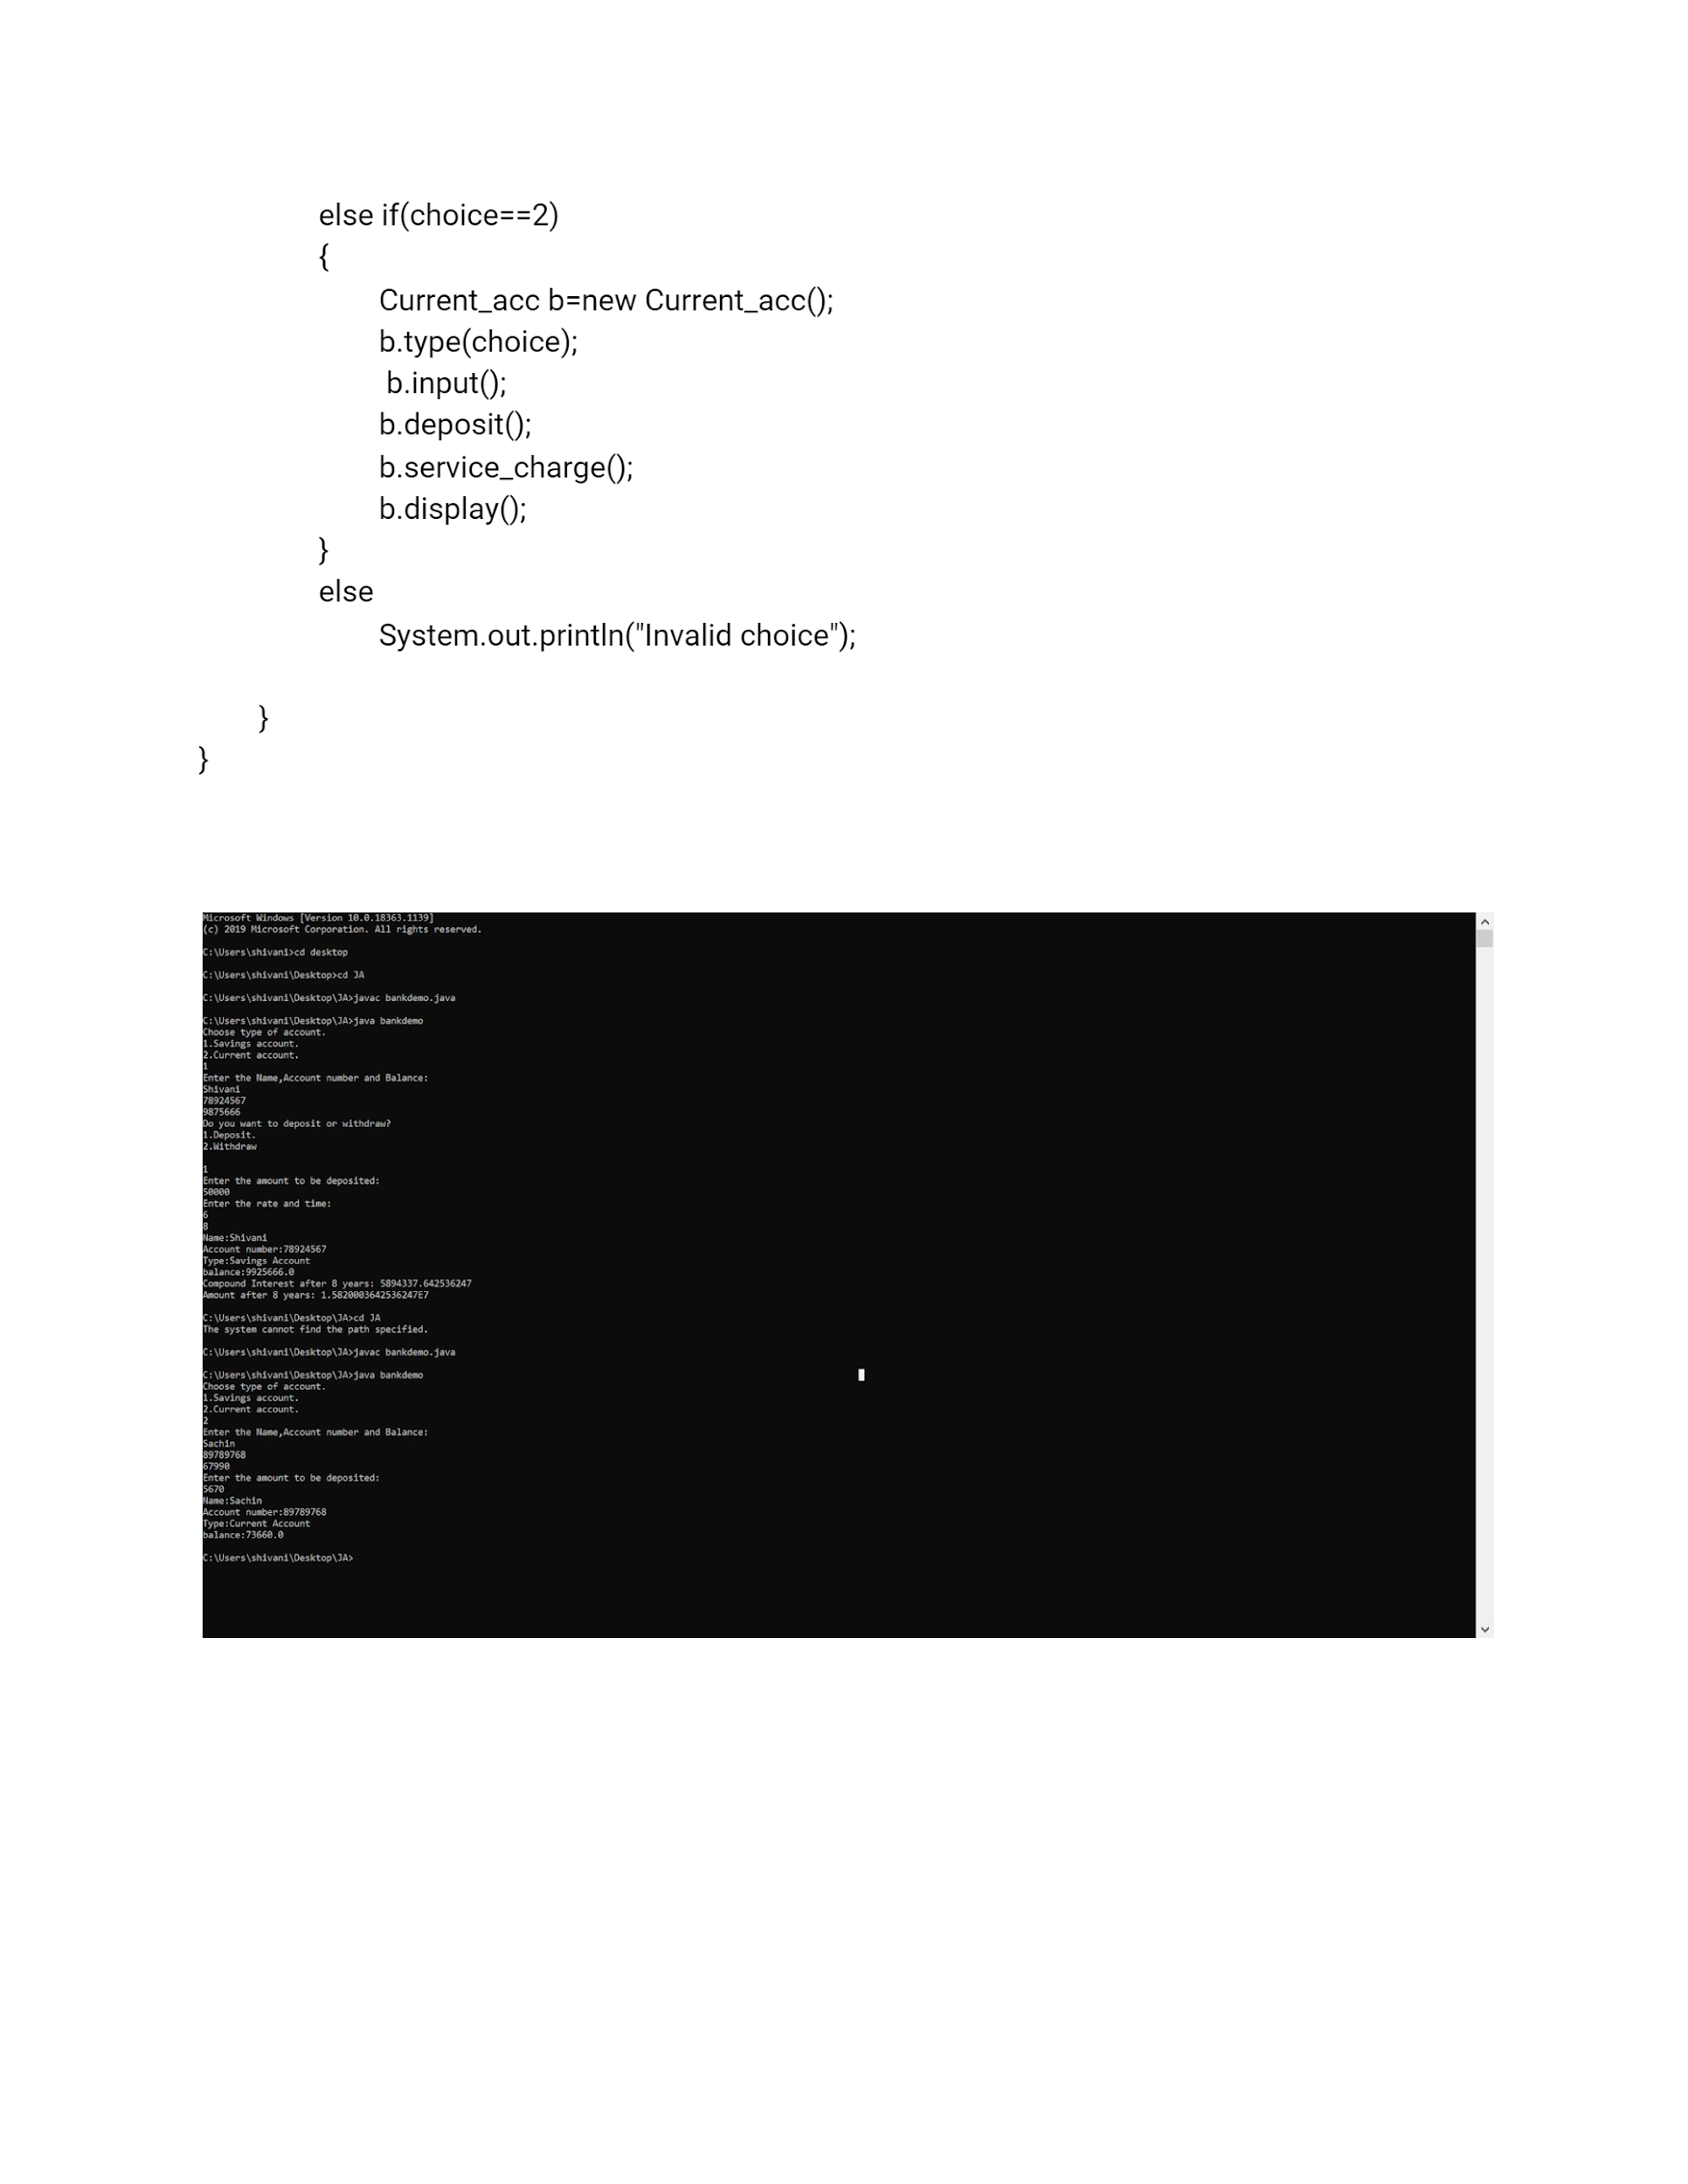 else if(choice==2)
{
Current_acc b=new Current_acc();
b.type(choice);
b.input();
b.deposit();
b.service_charge();
b.display();
}
else
System.out.println("Invalid choice");
}
}
Microsoft Windows [Version 10.0.18363.1139]
(c) 2019 Microsoft Corporation. All rights reserved.
C:\Users\shivani>cd desktop
C:\Users\shivani\Desktop>cd JA
C:\Users\shivani\Desktop\JA>javac bankdemo.java
C:\Users\shivani\Desktop\JA>java bankdemo
Choose type of account.
1.Savings account.
2.Current account.
1
Enter the Name,Account number and Balance:
Shivani
78924567
9875666
Do you want to deposit or withdraw?
1.Deposit.
2.Withdraw
1
Enter the amount to be deposited:
50000
Enter the rate and time:
6
8
Name:Shivani
Account number:78924567
Type:Savings Account
balance:9925666.0
Compound Interest after 8 years: 5894337.642536247
Amount after 8 years: 1.5820003642536247E7
C:\Users\shivani\Desktop\JA>cd JA
The system cannot find the path specified.
C:\Users\shivani\Desktop\JA>javac bankdemo.java
C:\Users\shivani\Desktop\JA>java bankdemo
Choose type of account.
1.Savings account.
2.Current account.
2
Enter the Name,Account number and Balance:
Sachin
89789768
67990
Enter the amount to be deposited:
5670
Name:Sachin
Account number:89789768
Type:Current Account
balance:73660.0
C:\Users\shivani\Desktop\JA>